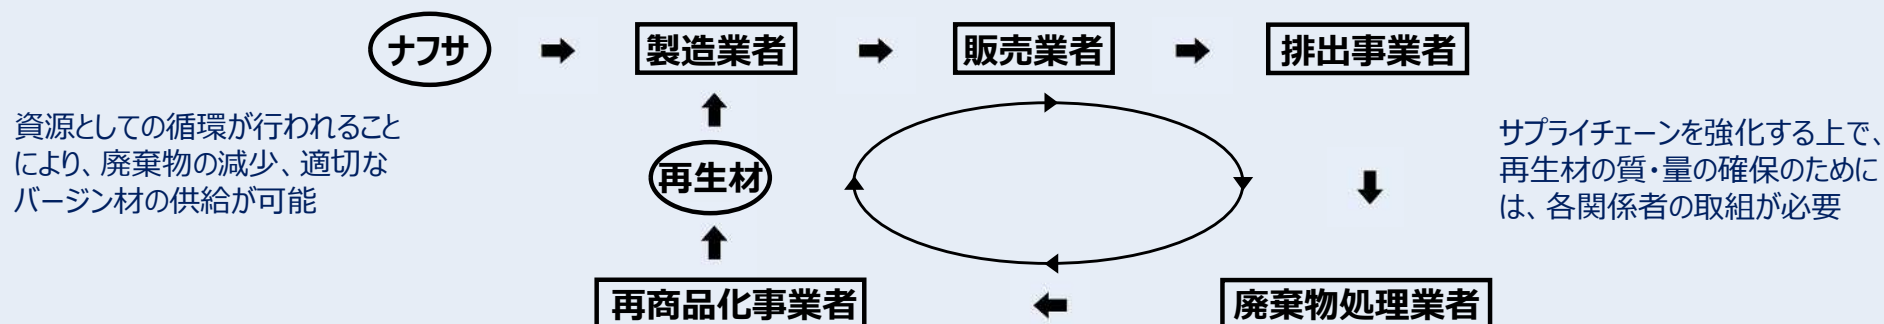 ナフサ
製造業者
販売業者
排出事業者
資源としての循環が行われること
により、廃棄物の減少、適切な
バージン材の供給が可能
再生材
サプライチェーンを強化する上で、
再生材の質・量の確保のために
は、各関係者の取組が必要
再商品化事業者
廃棄物処理業者